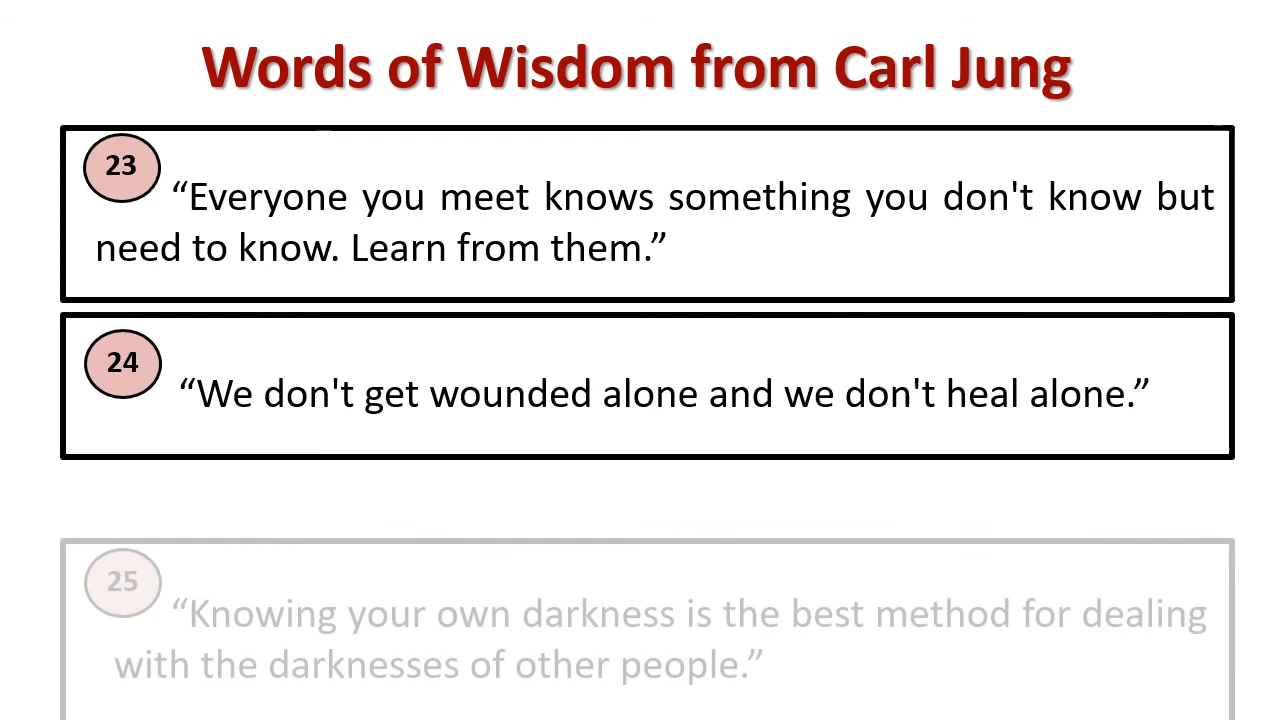 Words of Wisdom from Carl Jung
23
“Everyone you meet knows something you don't know but
need to know. Learn from them.”
24
“We don't get wounded alone and we don't heal alone.”
25
“Knowing your own darkness is the best method for dealing
with the darknesses of other people.”